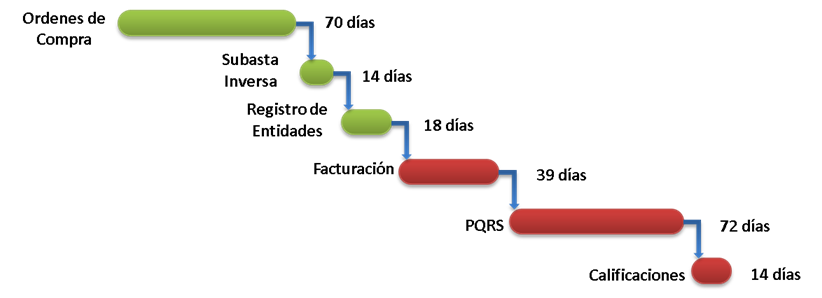 Ordenes de
Compra
70 días
Subasta
Inversa
14 días
Registro de
Entidades
18 días
Facturación
39 días
PQRS
72 días
Calificaciones
14 días